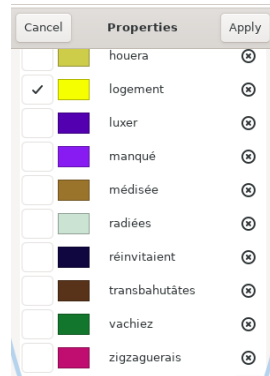 Cancel Properties Apply
houera
logement
luxer
manqué
médisée
radiées
réinvitaient
transbahutâtes
vachiez
zigzaguerais